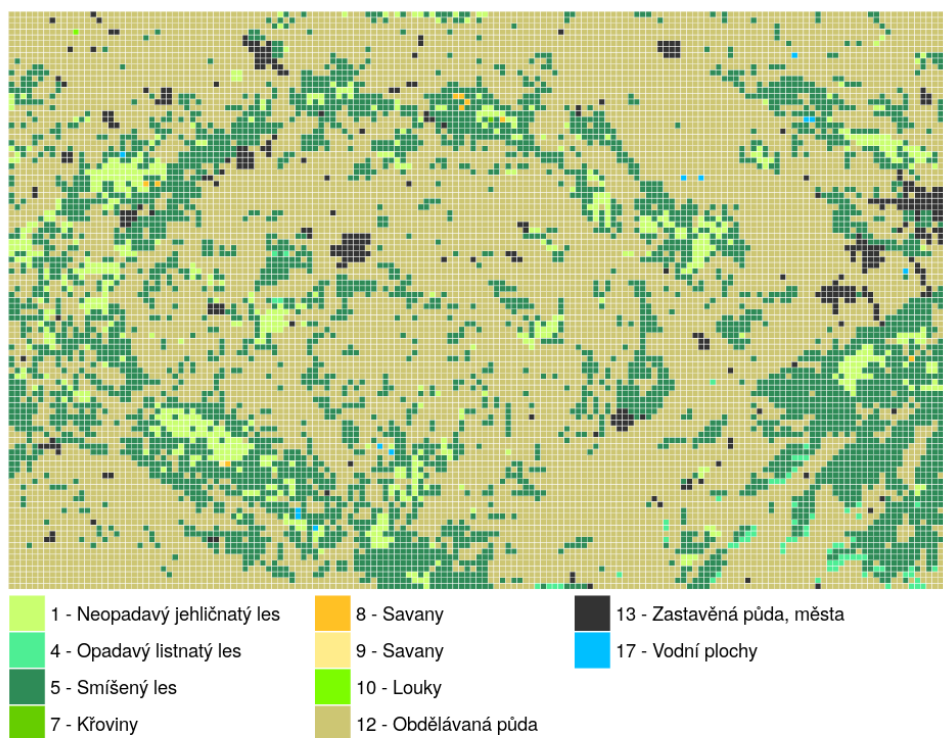 1 - Neopadavý jehličnatý les
4 - Opadavý listnatý les
5 - Smíšený les
7 - Křoviny
8 - Savany
9 - Savany
10 - Louky
12 - Obdělávaná půda
13 - Zastavěná půda, města
17 - Vodní plochy